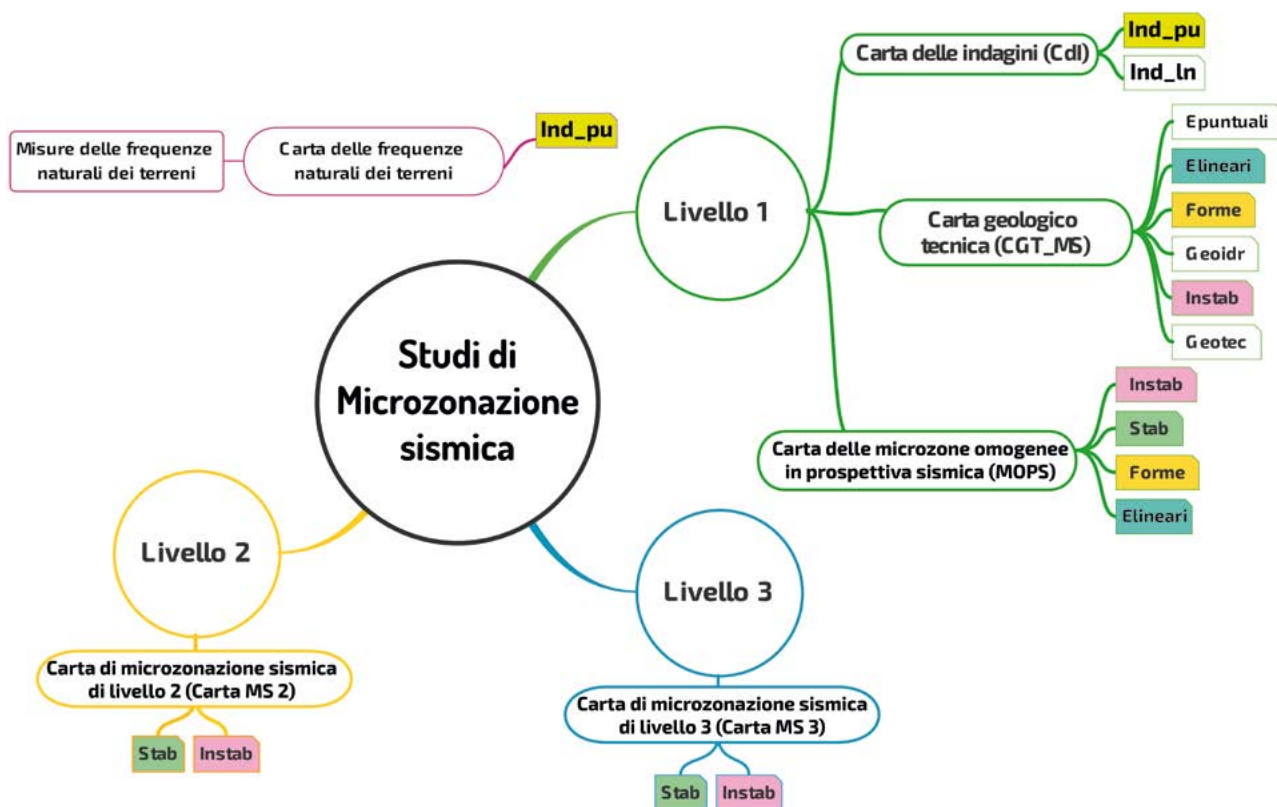 Carta delle indagini (CdI)
Ind_pu
Ind_ln
Misure delle frequenze
naturali dei terreni
Carta delle frequenze
naturali dei terreni
Ind_pu
Livello 1
Carta geologico
tecnica (CGT_MS)
Epuntuali
Elineari
Forme
Geoidr
Instab
Geotec
Studi di
Microzonazione
sismica
Carta delle microzone omogenee
in prospettiva sismica (MOPS)
Instab
Stab
Forme
Elineari
Livello 2
Carta di microzonazione sismica
di livello 2 (Carta MS 2)
Stab
Instab
Livello 3
Carta di microzonazione sismica
di livello 3 (Carta MS 3)
Stab
Instab